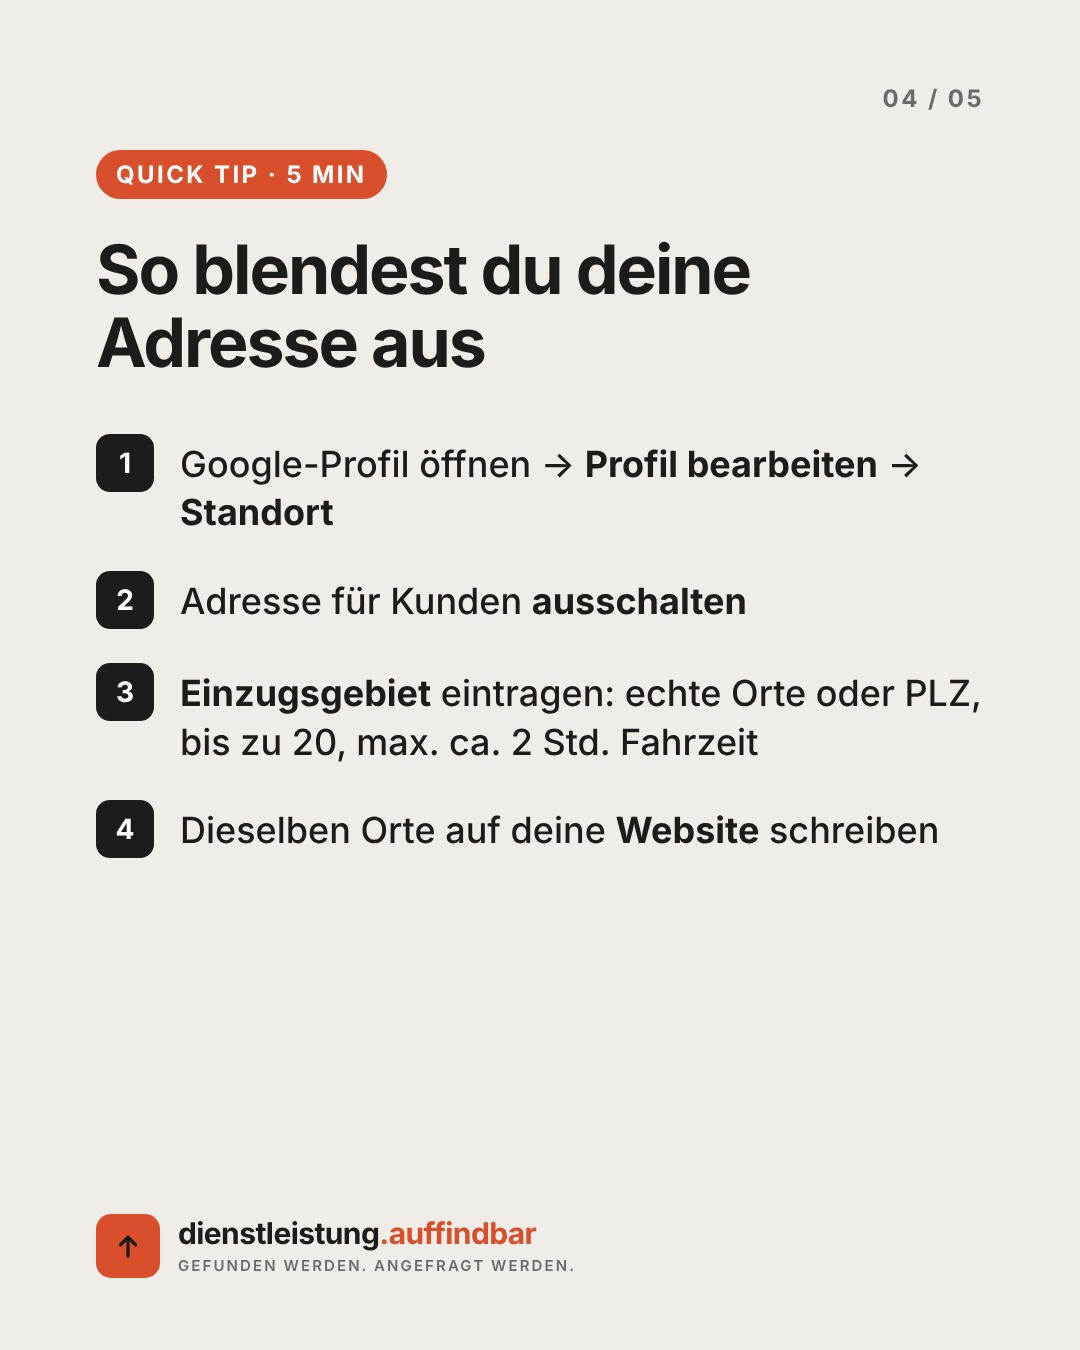 04 / 05
QUICK TIP · 5 MIN
So blendest du deine
Adresse aus
1 Google-Profil öffnen → Profil bearbeiten →
Standort
2 Adresse für Kunden ausschalten
3 Einzugsgebiet eintragen: echte Orte oder PLZ,
bis zu 20, max. ca. 2 Std. Fahrzeit
4 Dieselben Orte auf deine Website schreiben
dienstleistung.auffindbar
GEFUNDEN WERDEN. ANGEFRAGT WERDEN.